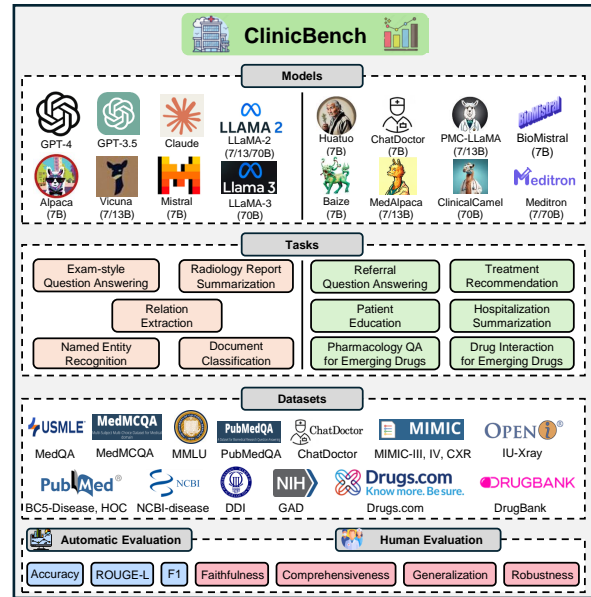 ClinicBench
Models
GPT-4
GPT-3.5
Claude
LLAMA 2
LLaMA-2
(7/13/70B)
Huatuo
(7B)
ChatDoctor
(7B)
PMC-LLaMA
(7/13B)
BioMistral
BioMistral
(7B)
Alpaca
(7B)
Vicuna
(7/13B)
Mistral
(7B)
Llama 3
LLaMA-3
(70B)
Baize
(7B)
MedAlpaca
(7/13B)
ClinicalCamel
(70B)
Meditron
Meditron
(7/70B)
Tasks
Exam-style
Question Answering
Radiology Report
Summarization
Relation
Extraction
Named Entity
Recognition
Document
Classification
Referral
Question Answering
Treatment
Recommendation
Patient
Education
Hospitalization
Summarization
Pharmacology QA
for Emerging Drugs
Drug Interaction
for Emerging Drugs
Datasets
USMLE
MedQA
MedMCQA
MedMCQA
MMLU
PubMedQA
PubMedQA
ChatDoctor
ChatDoctor
MIMIC
MIMIC-III, IV, CXR
OPEN i
IU-Xray
PubMed
BC5-Disease, HOC
NCBI
NCBI-disease
DDI
NIH
GAD
Drugs.com
Know more. Be sure.
Drugs.com
DRUGBANK
DrugBank
Automatic Evaluation
Human Evaluation
Accuracy
ROUGE-L
F1
Faithfulness
Comprehensiveness
Generalization
Robustness